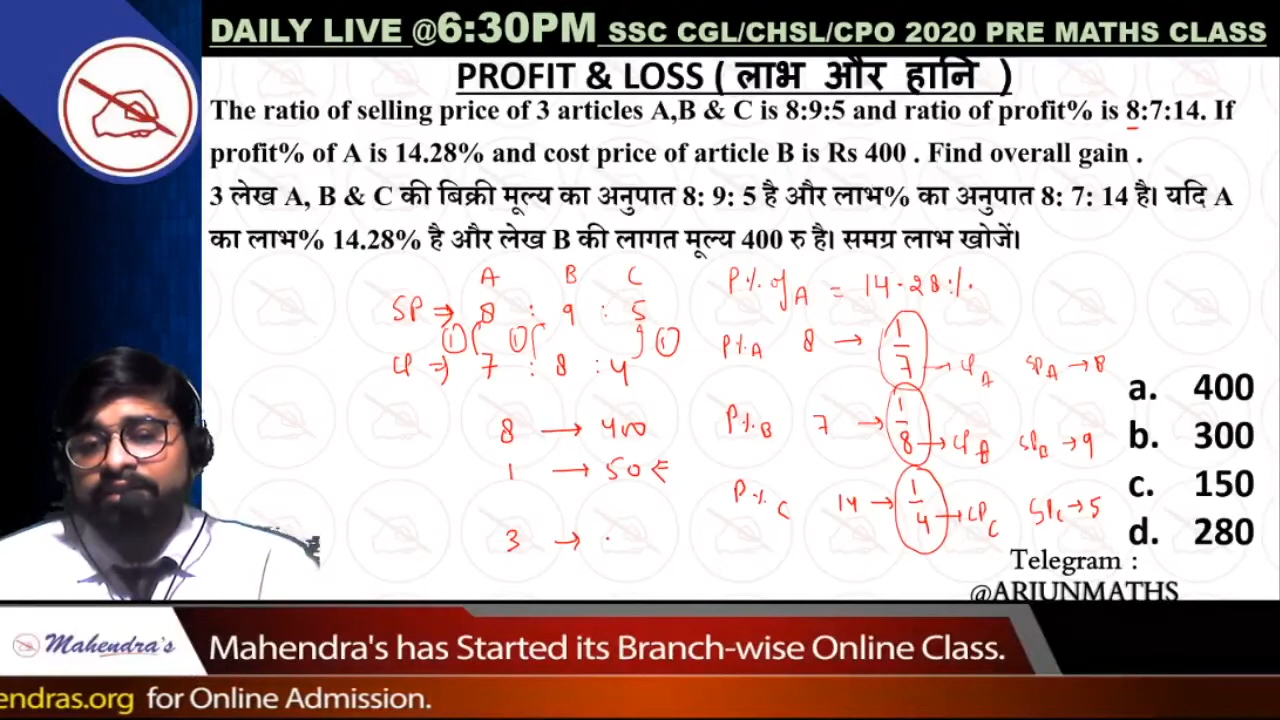 DAILY LIVE @6:30PM SSC CGL/CHSL/CPO 2020 PRE MATHS CLASS
PROFIT & LOSS ( लाभ और हानि )
The ratio of selling price of 3 articles A,B & C is 8:9:5 and ratio of profit% is 8:7:14. If
profit% of A is 14.28% and cost price of article B is Rs 400 . Find overall gain .
3 लेख A, B & C की बिक्री मूल्य का अनुपात 8: 9: 5 है और लाभ% का अनुपात 8: 7: 14 है। यदि A
का लाभ% 14.28% है और लेख B की लागत मूल्य 400 रु है। समग्र लाभ खोजें।
A B C
SP ⇒ 8 : 9 : 5
1 1 1
CP ⇒ 7 : 8 : 4
8 → 400
1 → 50 ←
3 →
P% of A = 14.28%
P% A 8 → 1/7 → CP A SP A → 8
P% B 7 → 1/8 → CP B SP B → 9
P% C 14 → 1/4 → CP C SP C → 5
a. 400
b. 300
c. 150
d. 280
Telegram :
@ARJUNMATHS
Mahendra's
Mahendra's has Started its Branch-wise Online Class.
endras.org for Online Admission.